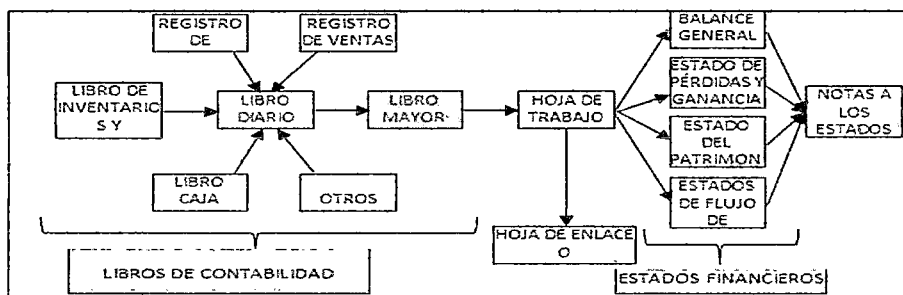 REGISTRO
DE
REGISTRO
DE VENTAS
BALANCE
GENERAL
LIBRO DE
INVENTARIOS Y
LIBRO
DIARIO
LIBRO
MAYOR
HOJA DE
TRABAJO
ESTADO DE
PÉRDIDAS Y
GANANCIA
ESTADO
DEL
PATRIMON
ESTADOS
DE FLUJO
DE
NOTAS A
LOS
ESTADOS
LIBRO
CAJA
OTROS
HOJA DE ENLACE
O
LIBROS DE CONTABILIDAD
ESTADOS FINANCIEROS